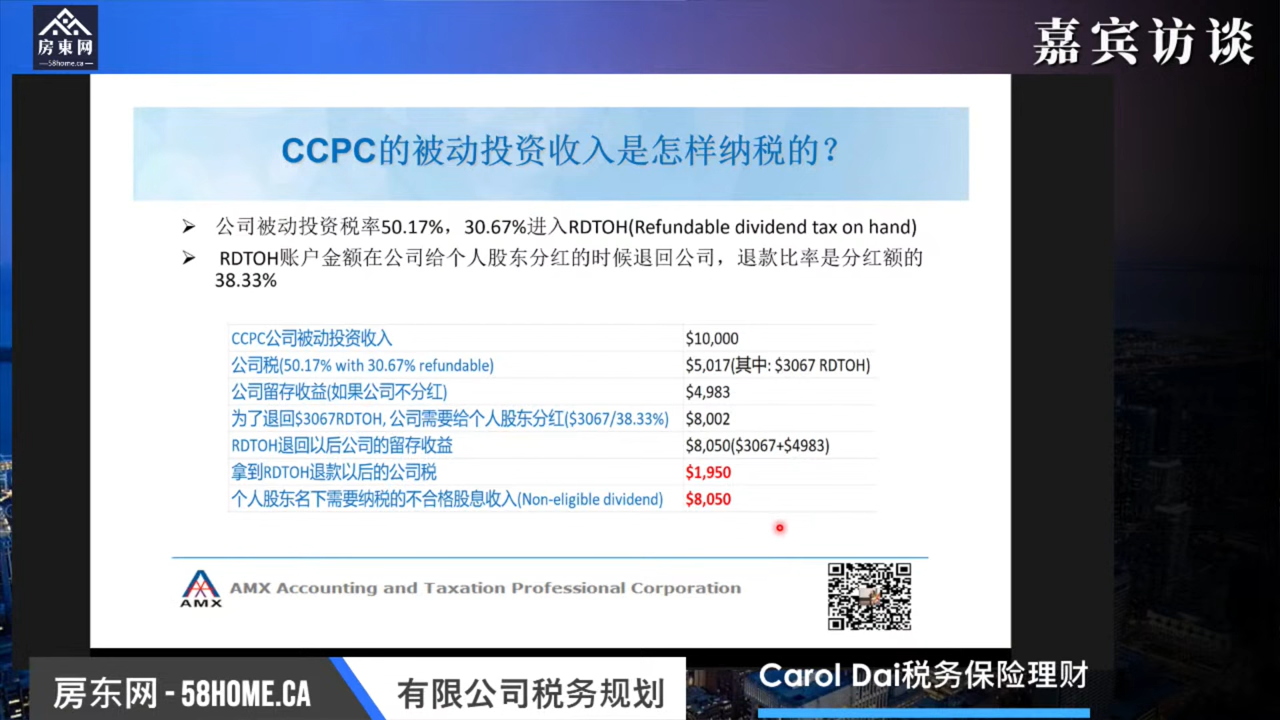 房東网
58home.ca
嘉宾访谈
CCPC的被动投资收入是怎样纳税的？
公司被动投资税率50.17%，30.67%进入RDTOH(Refundable dividend tax on hand)
RDTOH账户金额在公司给个人股东分红的时候退回公司，退款比率是分红额的
38.33%
CCPC公司被动投资收入 $10,000
公司税(50.17% with 30.67% refundable) $5,017(其中: $3067 RDTOH)
公司留存收益(如果公司不分红) $4,983
为了退回$3067RDTOH, 公司需要给个人股东分红($3067/38.33%) $8,002
RDTOH退回以后公司的留存收益 $8,050($3067+$4983)
拿到RDTOH退款以后的公司税 $1,950
个人股东名下需要纳税的不合格股息收入(Non-eligible dividend) $8,050
AMX
AMX Accounting and Taxation Professional Corporation
房东网 - 58HOME.CA
有限公司税务规划
Carol Dai税务保险理财